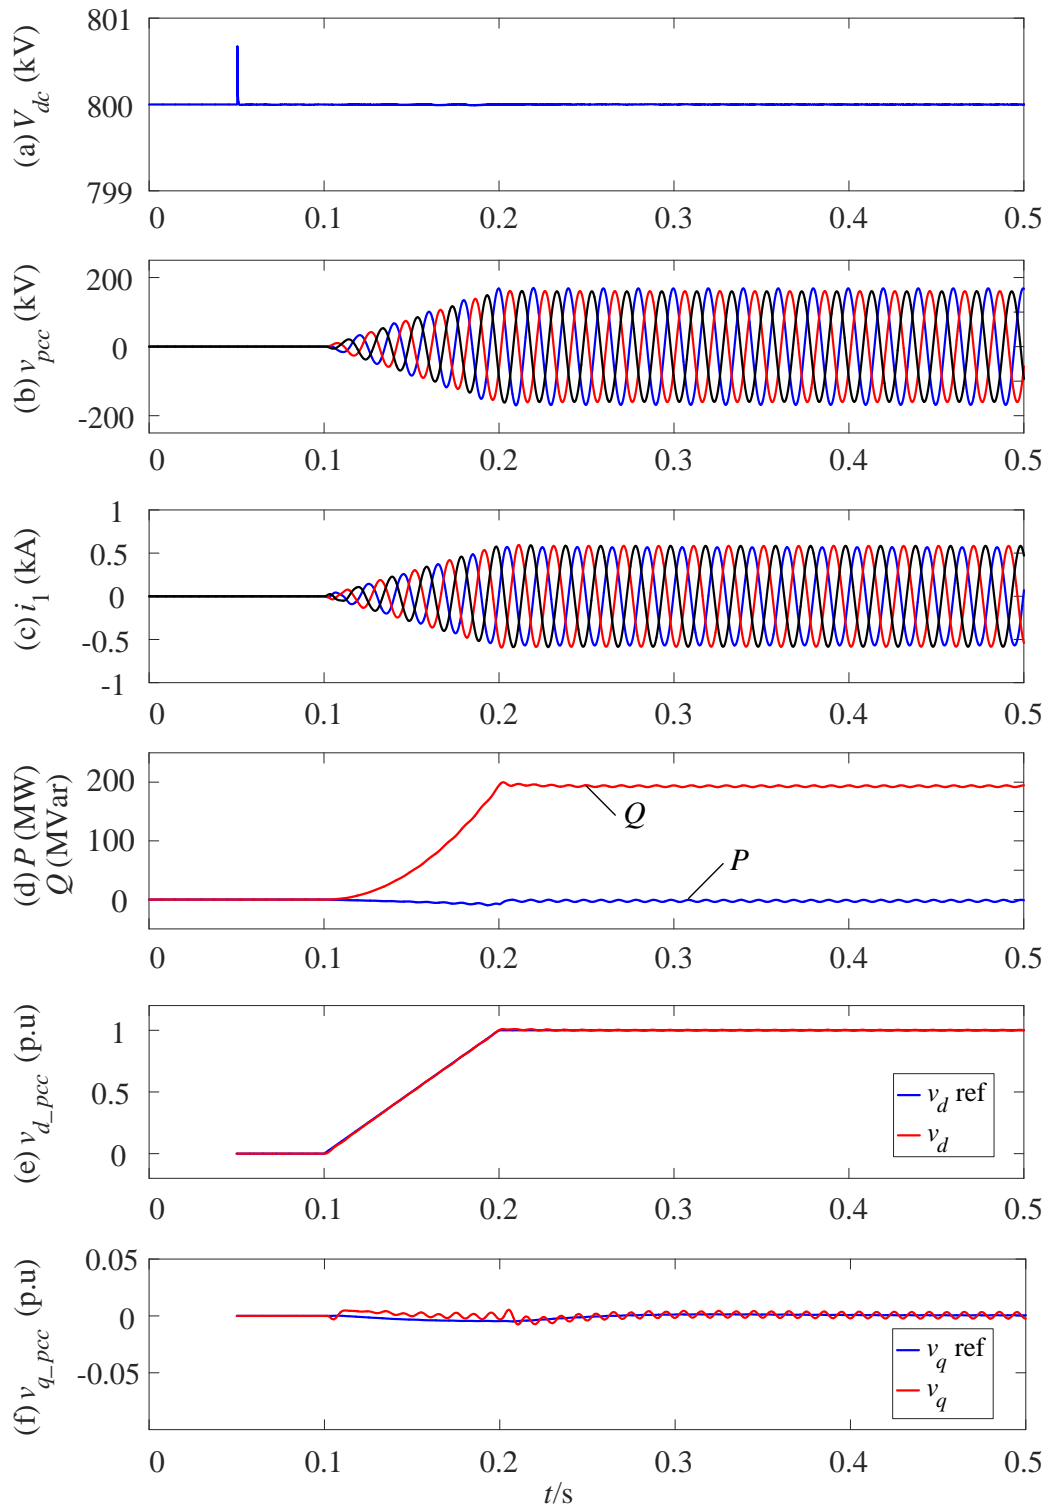 (a) V_dc (kV)
801
800
799
0 0.1 0.2 0.3 0.4 0.5
(b) v_pcc (kV)
200
0
-200
0 0.1 0.2 0.3 0.4 0.5
(c) i_1 (kA)
1
0.5
0
-0.5
-1
0 0.1 0.2 0.3 0.4 0.5
(d) P (MW)
Q (MVar)
200
100
0
Q
P
0 0.1 0.2 0.3 0.4 0.5
(e) v_d_pcc (p.u)
1
0.5
0
v_d ref
v_d
0 0.1 0.2 0.3 0.4 0.5
(f) v_q_pcc (p.u)
0.05
0
-0.05
v_q ref
v_q
0 0.1 0.2 0.3 0.4 0.5
t/s